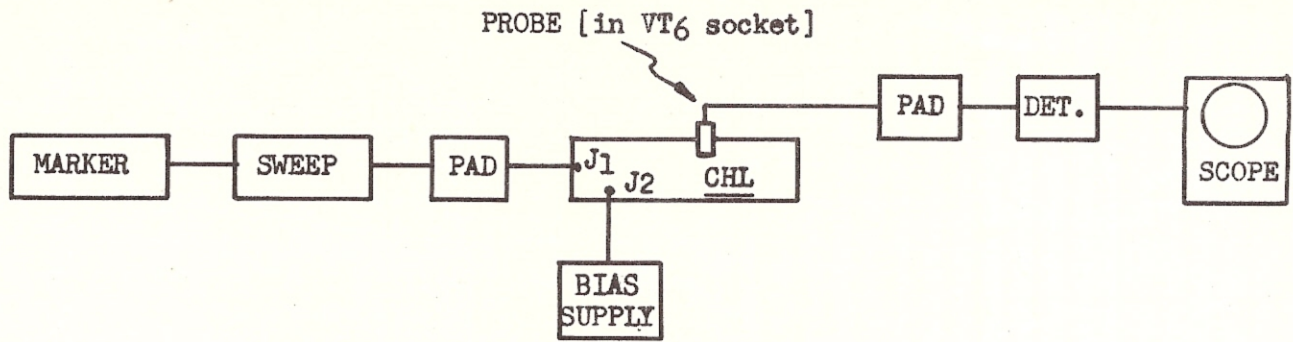 PROBE [in VT6 socket]
MARKER
SWEEP
PAD
J1
J2
CHL
PAD
DET.
SCOPE
BIAS
SUPPLY